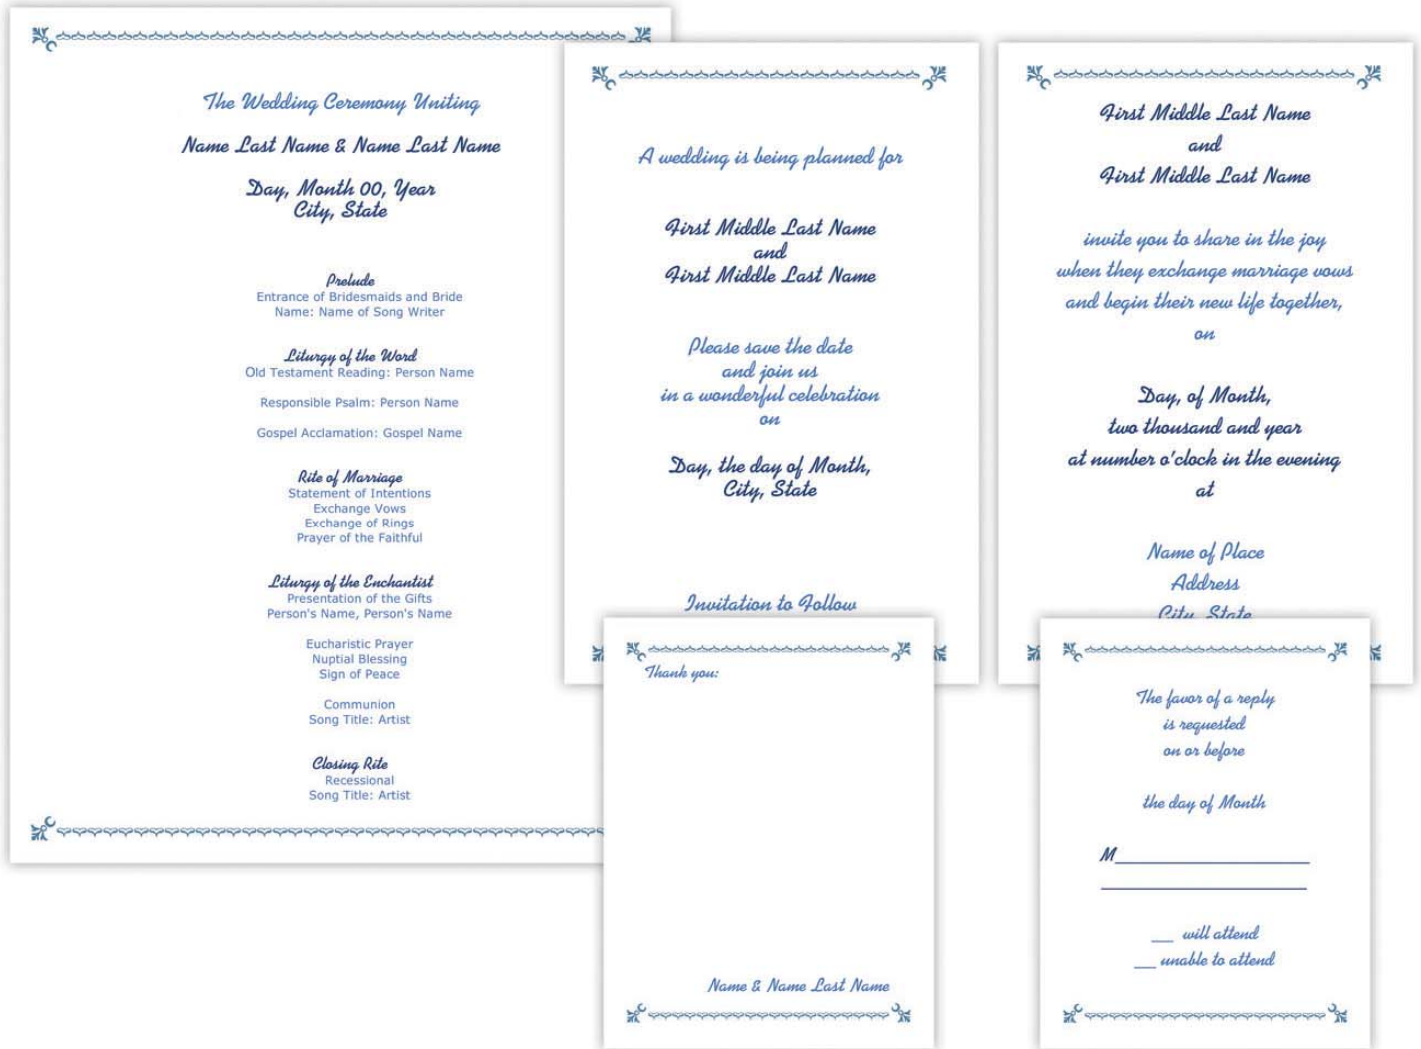 The Wedding Ceremony Uniting
Name Last Name & Name Last Name
Day, Month 00, Year
City, State
Prelude
Entrance of Bridesmaids and Bride
Name: Name of Song Writer
Liturgy of the Word
Old Testament Reading: Person Name
Responsible Psalm: Person Name
Gospel Acclamation: Gospel Name
Rite of Marriage
Statement of Intentions
Exchange Vows
Exchange of Rings
Prayer of the Faithful
Liturgy of the Enchantist
Presentation of the Gifts
Person's Name, Person's Name
Eucharistic Prayer
Nuptial Blessing
Sign of Peace
Communion
Song Title: Artist
Closing Rite
Recessional
Song Title: Artist
A wedding is being planned for
First Middle Last Name
and
First Middle Last Name
Please save the date
and join us
in a wonderful celebration
on
Day, the day of Month,
City, State
Invitation to Follow
First Middle Last Name
and
First Middle Last Name
invite you to share in the joy
when they exchange marriage vows
and begin their new life together,
on
Day, of Month,
two thousand and year
at number o'clock in the evening
at
Name of Place
Address
City, State
Thank you:
Name & Name Last Name
The favor of a reply
is requested
on or before
the day of Month
M____________________
_____________________
___ will attend
___ unable to attend